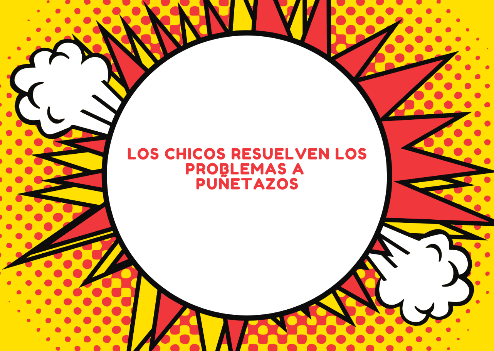 LOS CHICOS RESUELVEN LOS
PROBLEMAS A
PUÑETAZOS